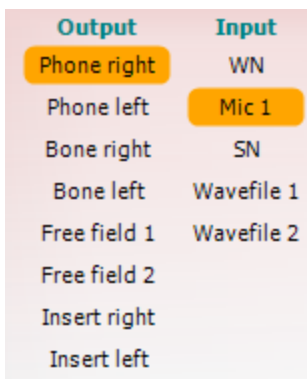 Output Input
Phone right WN
Phone left Mic 1
Bone right SN
Bone left Wavefile 1
Free field 1 Wavefile 2
Free field 2
Insert right
Insert left